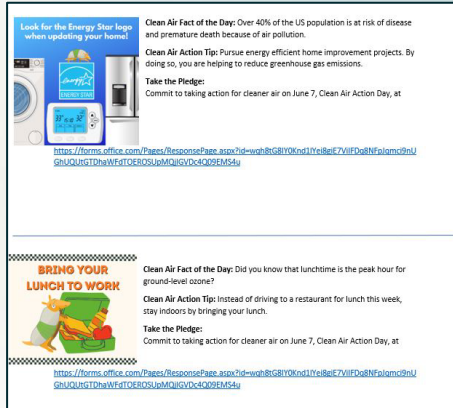 Look for the Energy Star logo
when updating your home!
ENERGY STAR
Clean Air Fact of the Day: Over 40% of the US population is at risk of disease
and premature death because of air pollution.
Clean Air Action Tip: Pursue energy efficient home improvement projects. By
doing so, you are helping to reduce greenhouse gas emissions.
Take the Pledge:
Commit to taking action for cleaner air on June 7, Clean Air Action Day, at
https://forms.office.com/Pages/ResponsePage.aspx?id=wqh8tG8lY0Knd1lYei8giE7VilFDq8NFpJqmci9nU
GhUQUtGTDhaWFdTOEROSUpMQjlGVDc4Q09EMS4u
BRING YOUR
LUNCH TO WORK
Clean Air Fact of the Day: Did you know that lunchtime is the peak hour for
ground-level ozone?
Clean Air Action Tip: Instead of driving to a restaurant for lunch this week,
stay indoors by bringing your lunch.
Take the Pledge:
Commit to taking action for cleaner air on June 7, Clean Air Action Day, at
https://forms.office.com/Pages/ResponsePage.aspx?id=wqh8tG8lY0Knd1lYei8giE7VilFDq8NFpJqmci9nU
GhUQUtGTDhaWFdTOEROSUpMQjlGVDc4Q09EMS4u